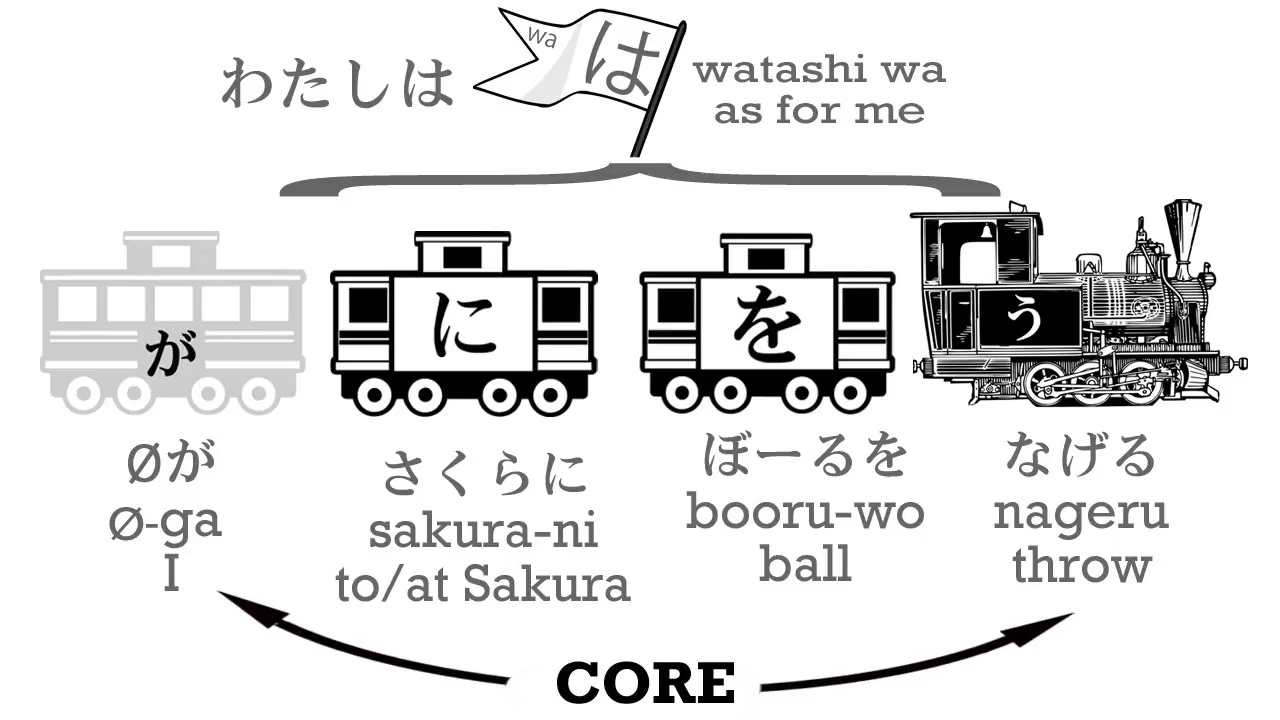 わたしは
wa
は
watashi wa
as for me
が
に
を
う
Øが
Ø-ga
I
さくらに
sakura-ni
to/at Sakura
ぼーるを
booru-wo
ball
なげる
nageru
throw
CORE